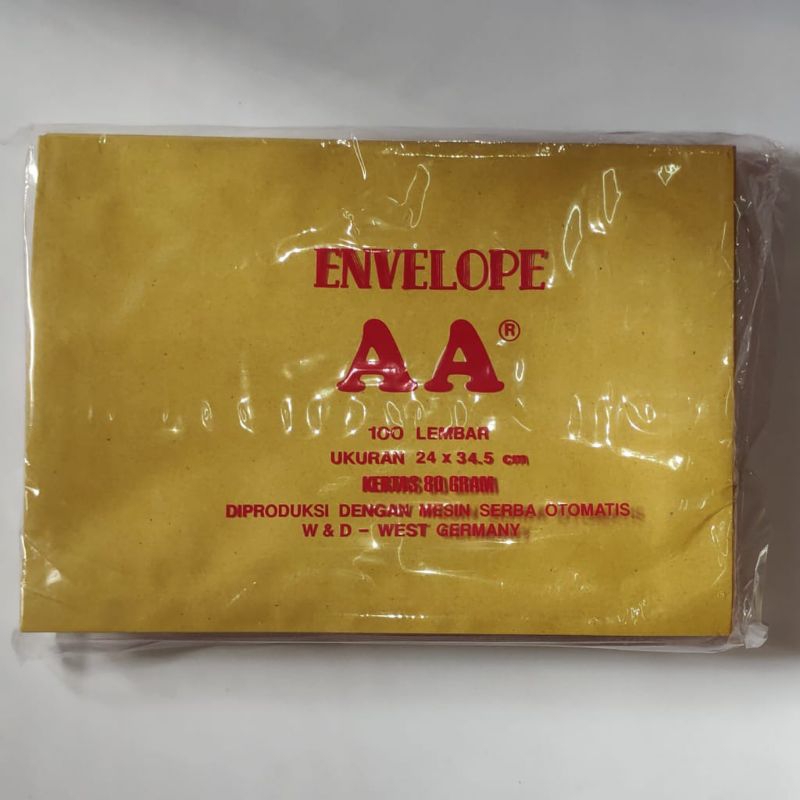 ENVELOPE
AA®
100 LEMBAR
UKURAN 24 x 34.5 cm
KERTAS 80 GRAM
DIPRODUKSI DENGAN MESIN SERBA OTOMATIS
W & D - WEST GERMANY